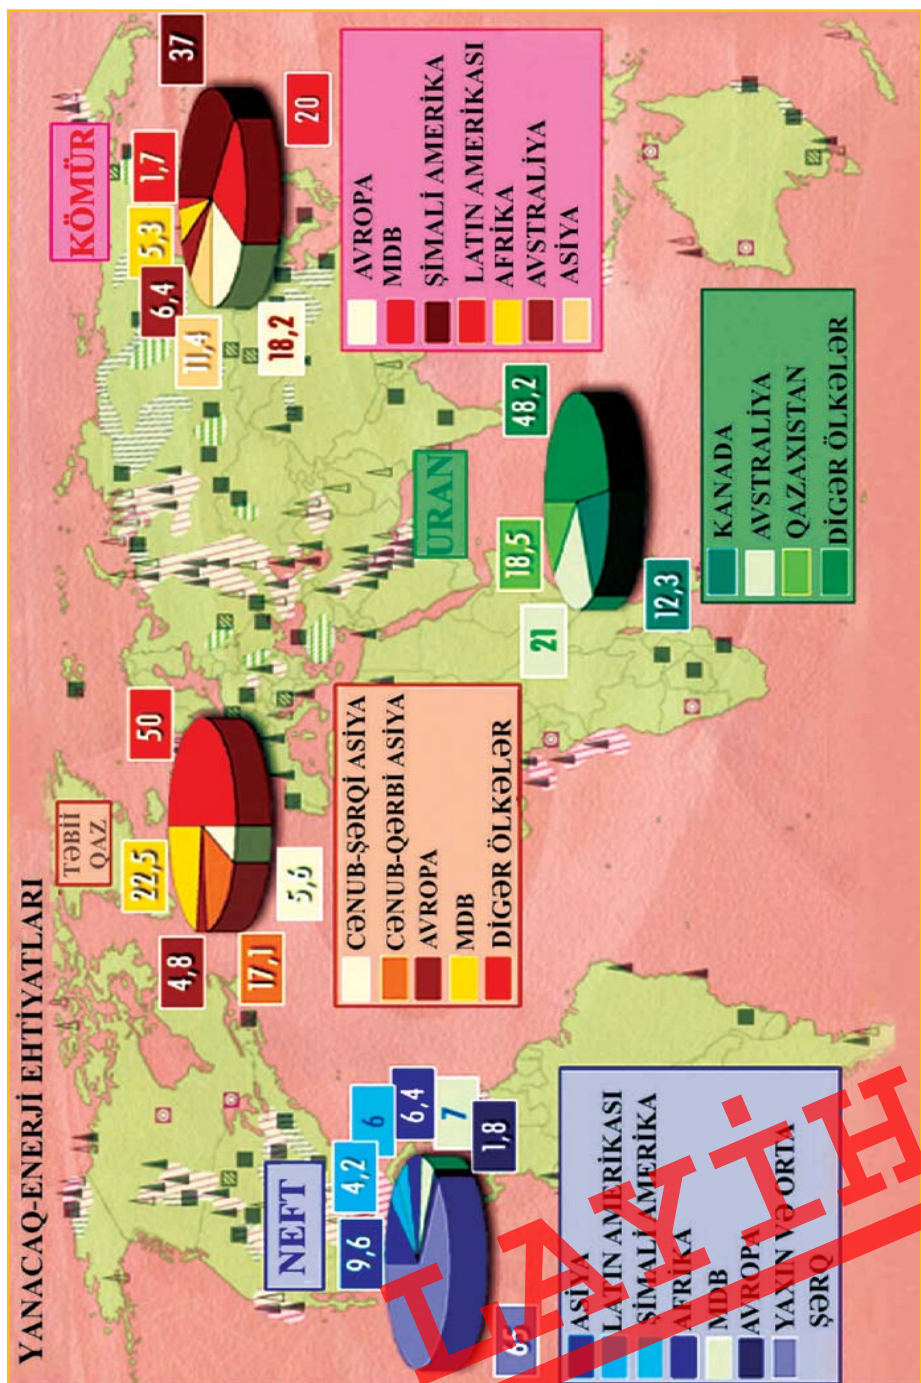 YANACAQ-ENERJİ EHTİYATLARI
NEFT
9,6
4,2
6
6,4
7
1,8
65
ASİYA
LATIN AMERİKASI
ŞİMALİ AMERİKA
AFRİKA
MDB
AVROPA
YAXIN VƏ ORTA
ŞƏRQ
TƏBİİ
QAZ
4,8
22,5
50
17,1
5,6
CƏNUB-ŞƏRQİ ASİYA
CƏNUB-QƏRBİ ASİYA
AVROPA
MDB
DİGƏR ÖLKƏLƏR
URAN
21
18,5
48,2
12,3
KANADA
AVSTRALİYA
QAZAXISTAN
DİGƏR ÖLKƏLƏR
KÖMÜR
11,4
6,4
5,3
1,7
37
18,2
20
AVROPA
MDB
ŞİMALİ AMERİKA
LATIN AMERİKASI
AFRİKA
AVSTRALİYA
ASİYA
LAYİH